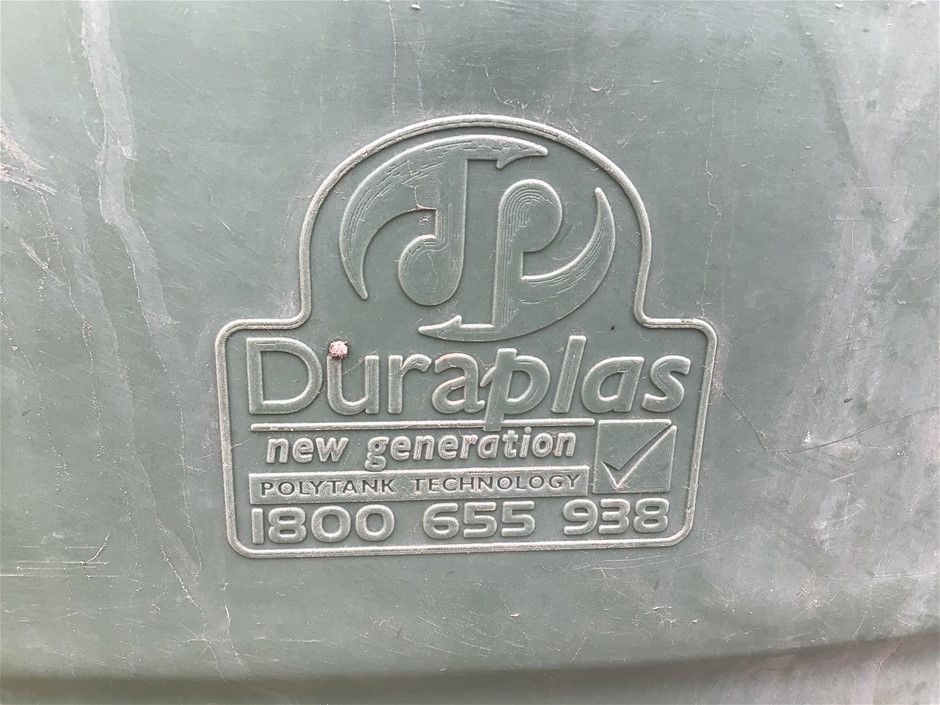 Duraplas
new generation
POLYTANK TECHNOLOGY
1800 655 938